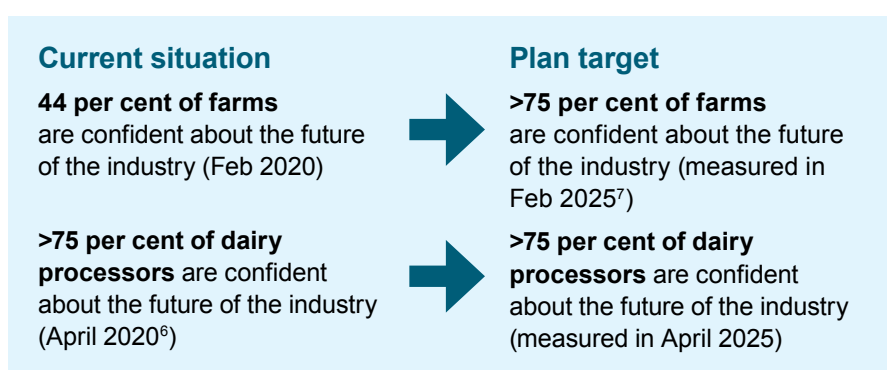 Current situation
44 per cent of farms
are confident about the future
of the industry (Feb 2020)
Plan target
>75 per cent of farms
are confident about the future
of the industry (measured in
Feb 2025⁷)
>75 per cent of dairy
processors are confident
about the future of the industry
(April 2020⁶)
>75 per cent of dairy
processors are confident
about the future of the industry
(measured in April 2025)